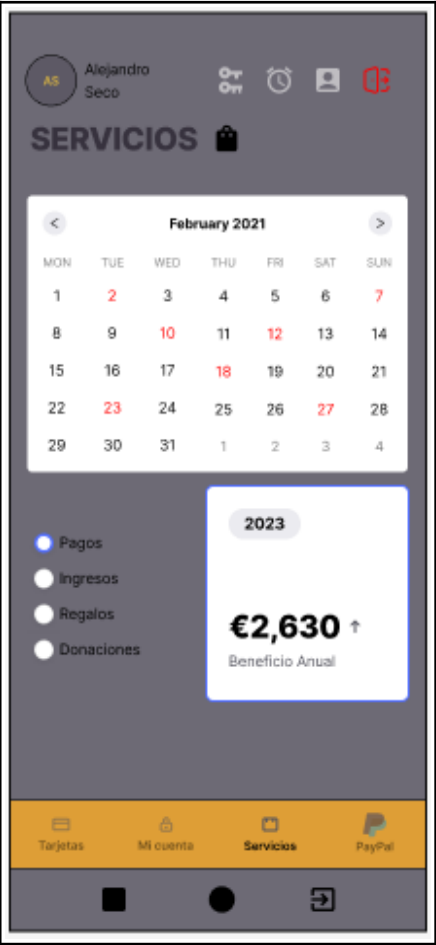 AS
Alejandro
Seco
SERVICIOS
< February 2021 >
MON TUE WED THU FRI SAT SUN
1 2 3 4 5 6 7
8 9 10 11 12 13 14
15 16 17 18 19 20 21
22 23 24 25 26 27 28
29 30 31 1 2 3 4
Pagos
Ingresos
Regalos
Donaciones
2023
€2,630 ↑
Beneficio Anual
Tarjetas Mi cuenta Servicios PayPal